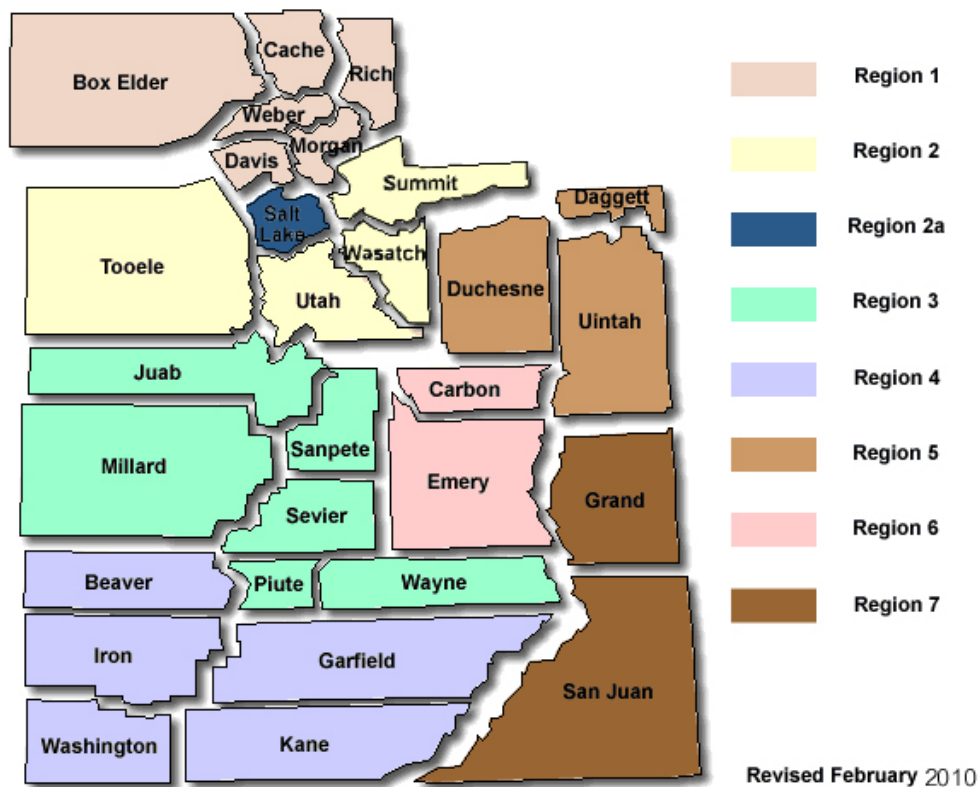 Cache
Rich
Box Elder
Weber
Morgan
Davis
Summit
Daggett
Salt
Lake
Wasatch
Tooele
Utah
Duchesne
Uintah
Juab
Carbon
Sanpete
Millard
Emery
Grand
Sevier
Beaver
Piute
Wayne
Iron
Garfield
San Juan
Washington
Kane
Region 1
Region 2
Region 2a
Region 3
Region 4
Region 5
Region 6
Region 7
Revised February 2010